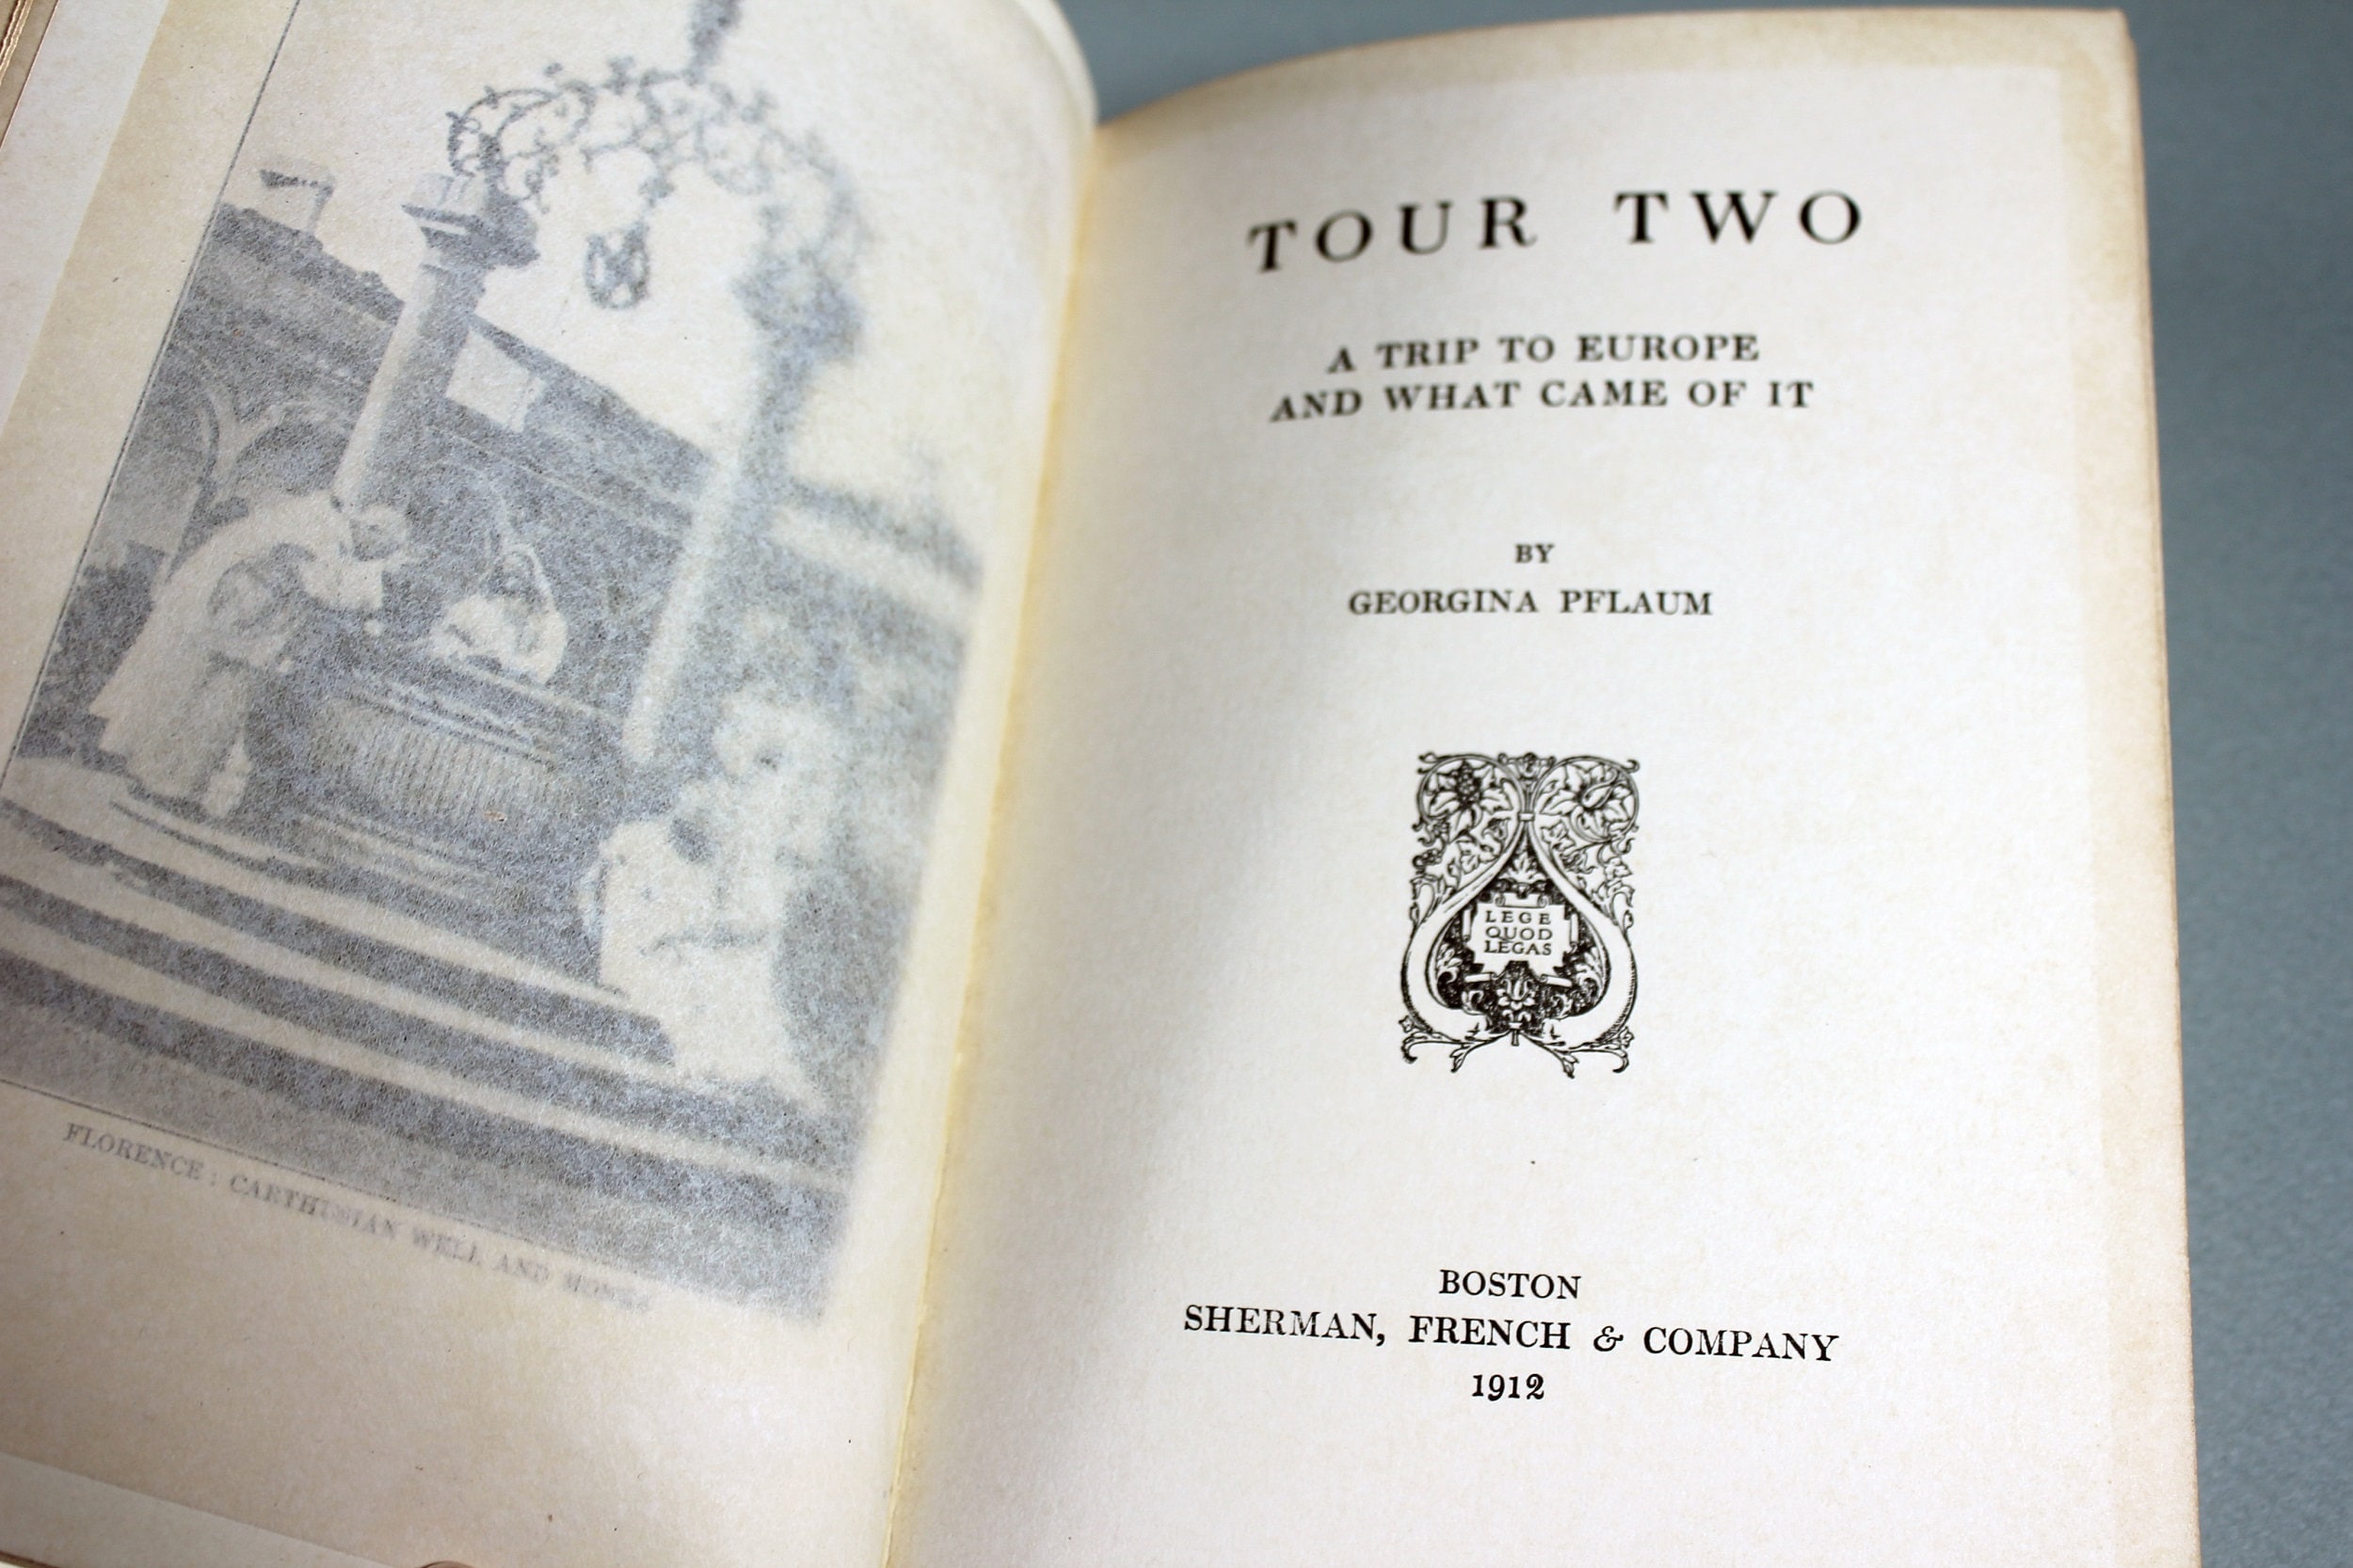 FLORENCE: CARTHUSIAN WELL AND MONKS
TOUR TWO
A TRIP TO EUROPE
AND WHAT CAME OF IT
BY
GEORGINA PFLAUM
LEGE
QUOD
LEGAS
BOSTON
SHERMAN, FRENCH & COMPANY
1912